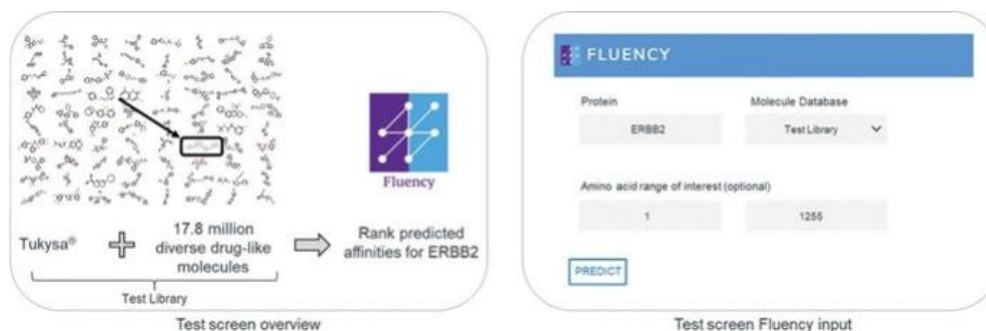 Fluency
Tukysa®
17.8 million
diverse drug-like
molecules
Rank predicted
affinities for ERBB2
Test Library
Test screen overview
FLUENCY
Protein
Molecule Database
ERBB2
Test Library
Amino acid range of interest (optional)
1
1255
PREDICT
Test screen Fluency input